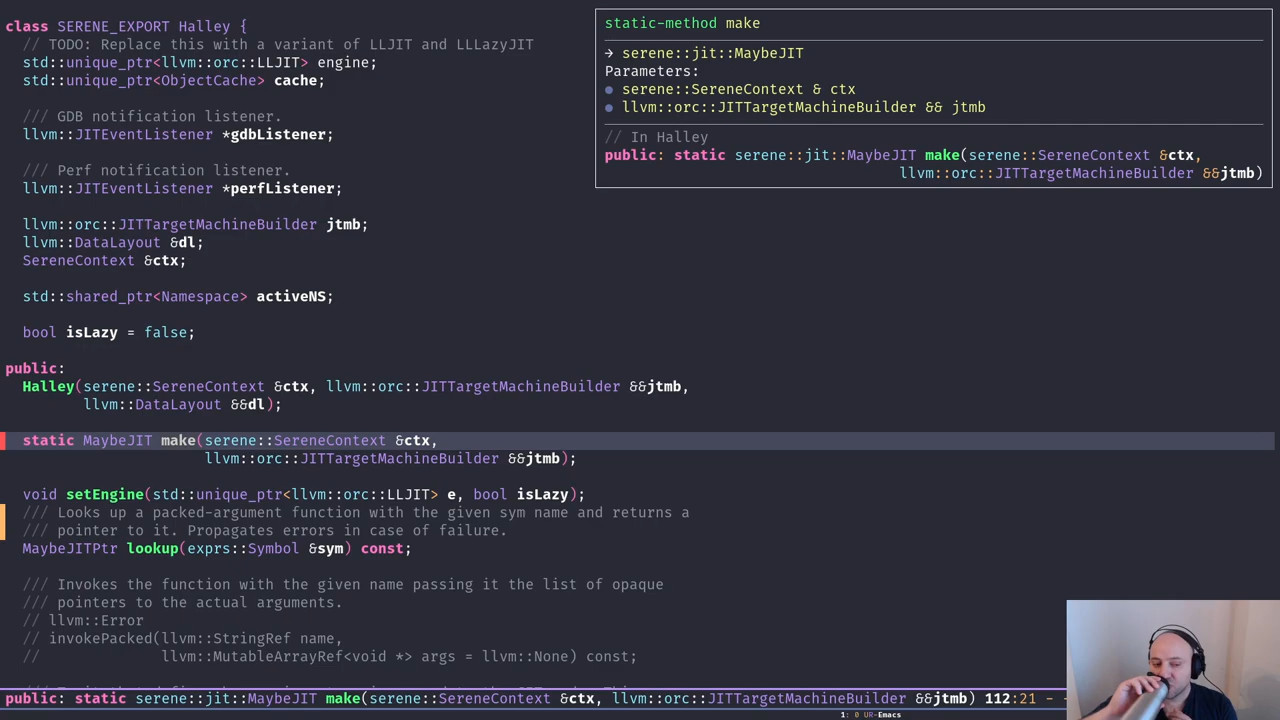 class SERENE_EXPORT Halley {
// TODO: Replace this with a variant of LLJIT and LLLazyJIT
std::unique_ptr<llvm::orc::LLJIT> engine;
std::unique_ptr<ObjectCache> cache;
/// GDB notification listener.
llvm::JITEventListener *gdbListener;
/// Perf notification listener.
llvm::JITEventListener *perfListener;
llvm::orc::JITTargetMachineBuilder jtmb;
llvm::DataLayout &dl;
SereneContext &ctx;
std::shared_ptr<Namespace> activeNS;
bool isLazy = false;
public:
Halley(serene::SereneContext &ctx, llvm::orc::JITTargetMachineBuilder &&jtmb,
llvm::DataLayout &&dl);
static MaybeJIT make(serene::SereneContext &ctx,
llvm::orc::JITTargetMachineBuilder &&jtmb);
void setEngine(std::unique_ptr<llvm::orc::LLJIT> e, bool isLazy);
/// Looks up a packed-argument function with the given sym name and returns a
/// pointer to it. Propagates errors in case of failure.
MaybeJITPtr lookup(exprs::Symbol &sym) const;
/// Invokes the function with the given name passing it the list of opaque
/// pointers to the actual arguments.
// llvm::Error
// invokePacked(llvm::StringRef name,
// llvm::MutableArrayRef<void *> args = llvm::None) const;
static-method make
→ serene::jit::MaybeJIT
Parameters:
● serene::SereneContext & ctx
● llvm::orc::JITTargetMachineBuilder && jtmb
// In Halley
public: static serene::jit::MaybeJIT make(serene::SereneContext &ctx,
llvm::orc::JITTargetMachineBuilder &&jtmb)
public: static serene::jit::MaybeJIT make(serene::SereneContext &ctx, llvm::orc::JITTargetMachineBuilder &&jtmb) 112:21 - -
1: 0 UR-Emacs